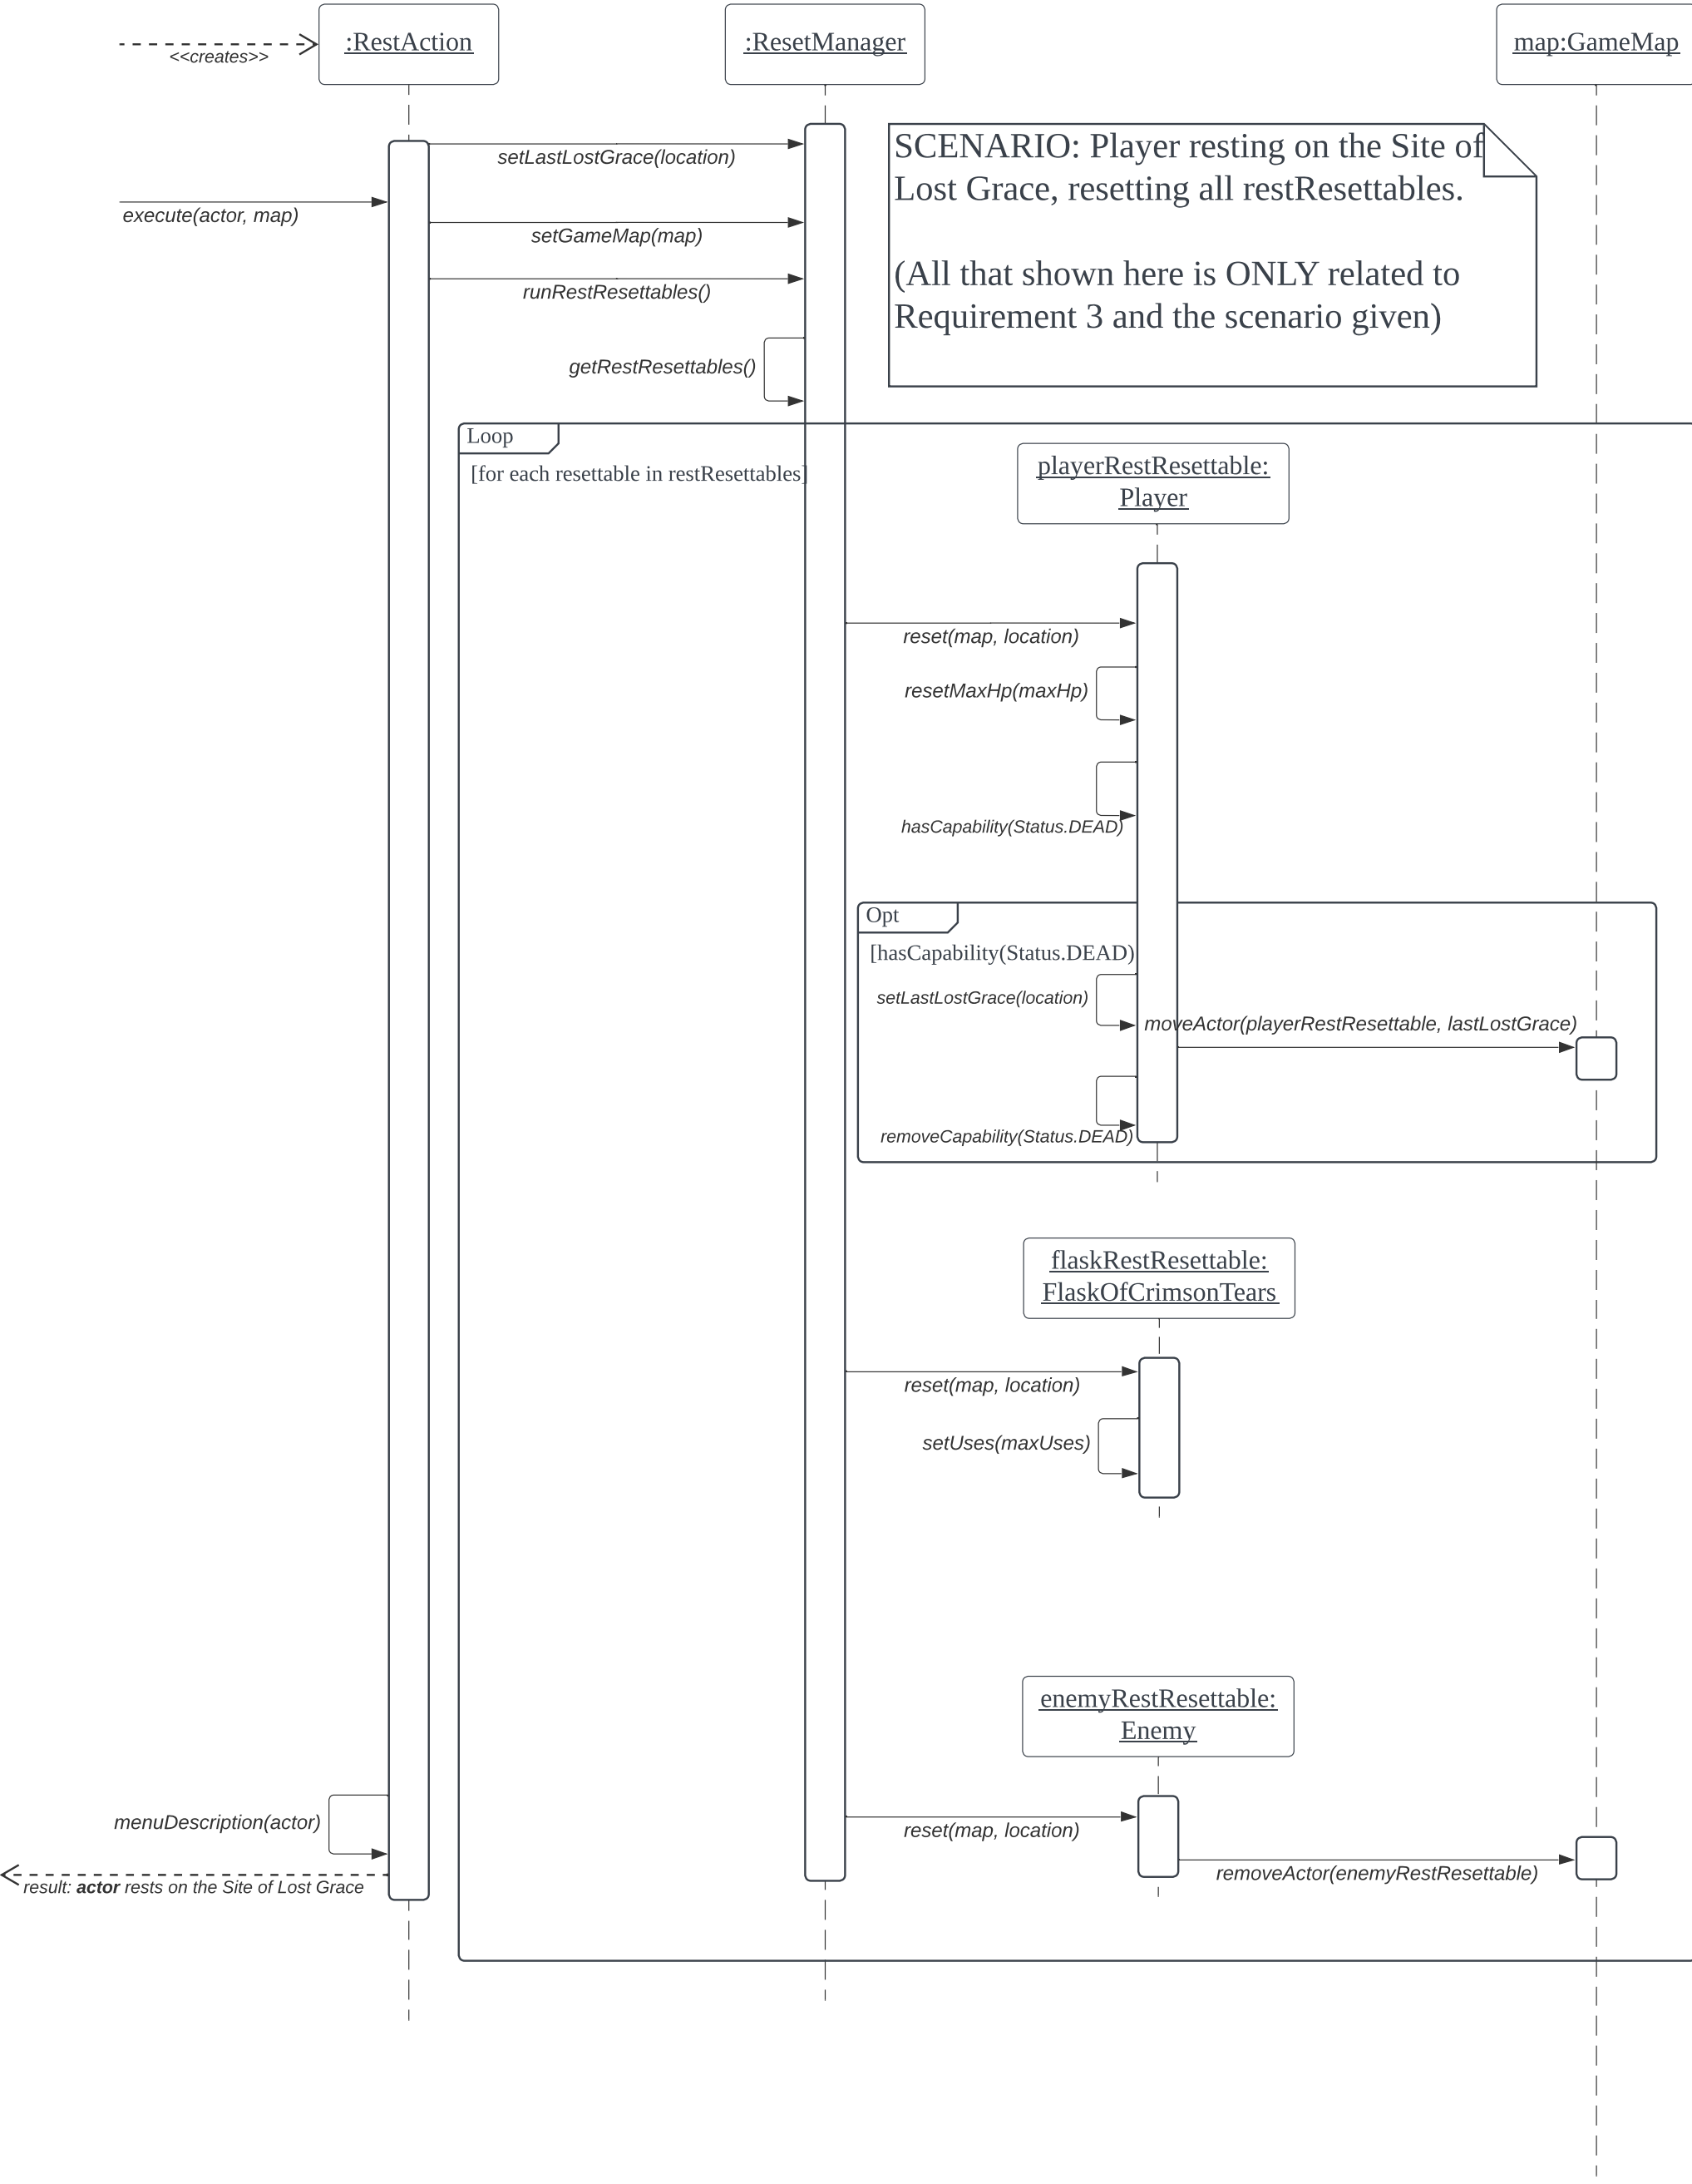 :RestAction
:ResetManager
map:GameMap
<<creates>>
setLastLostGrace(location)
execute(actor, map)
setGameMap(map)
runRestResettables()
getRestResettables()
SCENARIO: Player resting on the Site of
Lost Grace, resetting all restResettables.
(All that shown here is ONLY related to
Requirement 3 and the scenario given)
Loop
[for each resettable in restResettables]
playerRestResettable:
Player
reset(map, location)
resetMaxHp(maxHp)
hasCapability(Status.DEAD)
Opt
[hasCapability(Status.DEAD)
setLastLostGrace(location)
moveActor(playerRestResettable, lastLostGrace)
removeCapability(Status.DEAD)
flaskRestResettable:
FlaskOfCrimsonTears
reset(map, location)
setUses(maxUses)
enemyRestResettable:
Enemy
menuDescription(actor)
reset(map, location)
removeActor(enemyRestResettable)
result: actor rests on the Site of Lost Grace